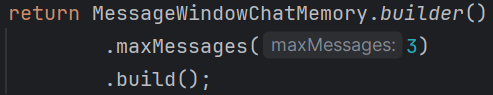 return MessageWindowChatMemory.builder()
.maxMessages( maxMessages: 3)
.build();